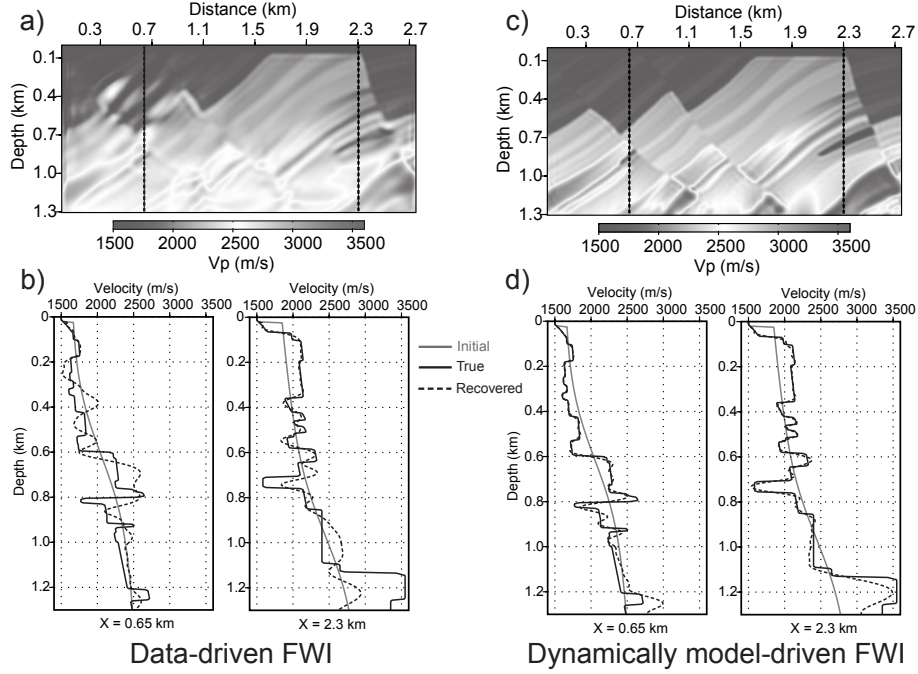 a)
Distance (km)
0.3 0.7 1.1 1.5 1.9 2.3 2.7
0.1
0.4
0.7
1.0
1.3
Depth (km)
1500 2000 2500 3000 3500
Vp (m/s)
c)
Distance (km)
0.3 0.7 1.1 1.5 1.9 2.3 2.7
0.1
0.4
0.7
1.0
1.3
Depth (km)
1500 2000 2500 3000 3500
Vp (m/s)
b)
Velocity (m/s)
1500 2000 2500 3000 3500
Velocity (m/s)
1500 2000 2500 3000 3500
0
0.2
0.4
0.6
0.8
1.0
1.2
Depth (km)
0
0.2
0.4
0.6
0.8
1.0
1.2
X = 0.65 km
X = 2.3 km
Initial
True
Recovered
Data-driven FWI
d)
Velocity (m/s)
1500 2000 2500 3000 3500
Velocity (m/s)
1500 2000 2500 3000 3500
0
0.2
0.4
0.6
0.8
1.0
1.2
Depth (km)
0
0.2
0.4
0.6
0.8
1.0
1.2
X = 0.65 km
X = 2.3 km
Dynamically model-driven FWI